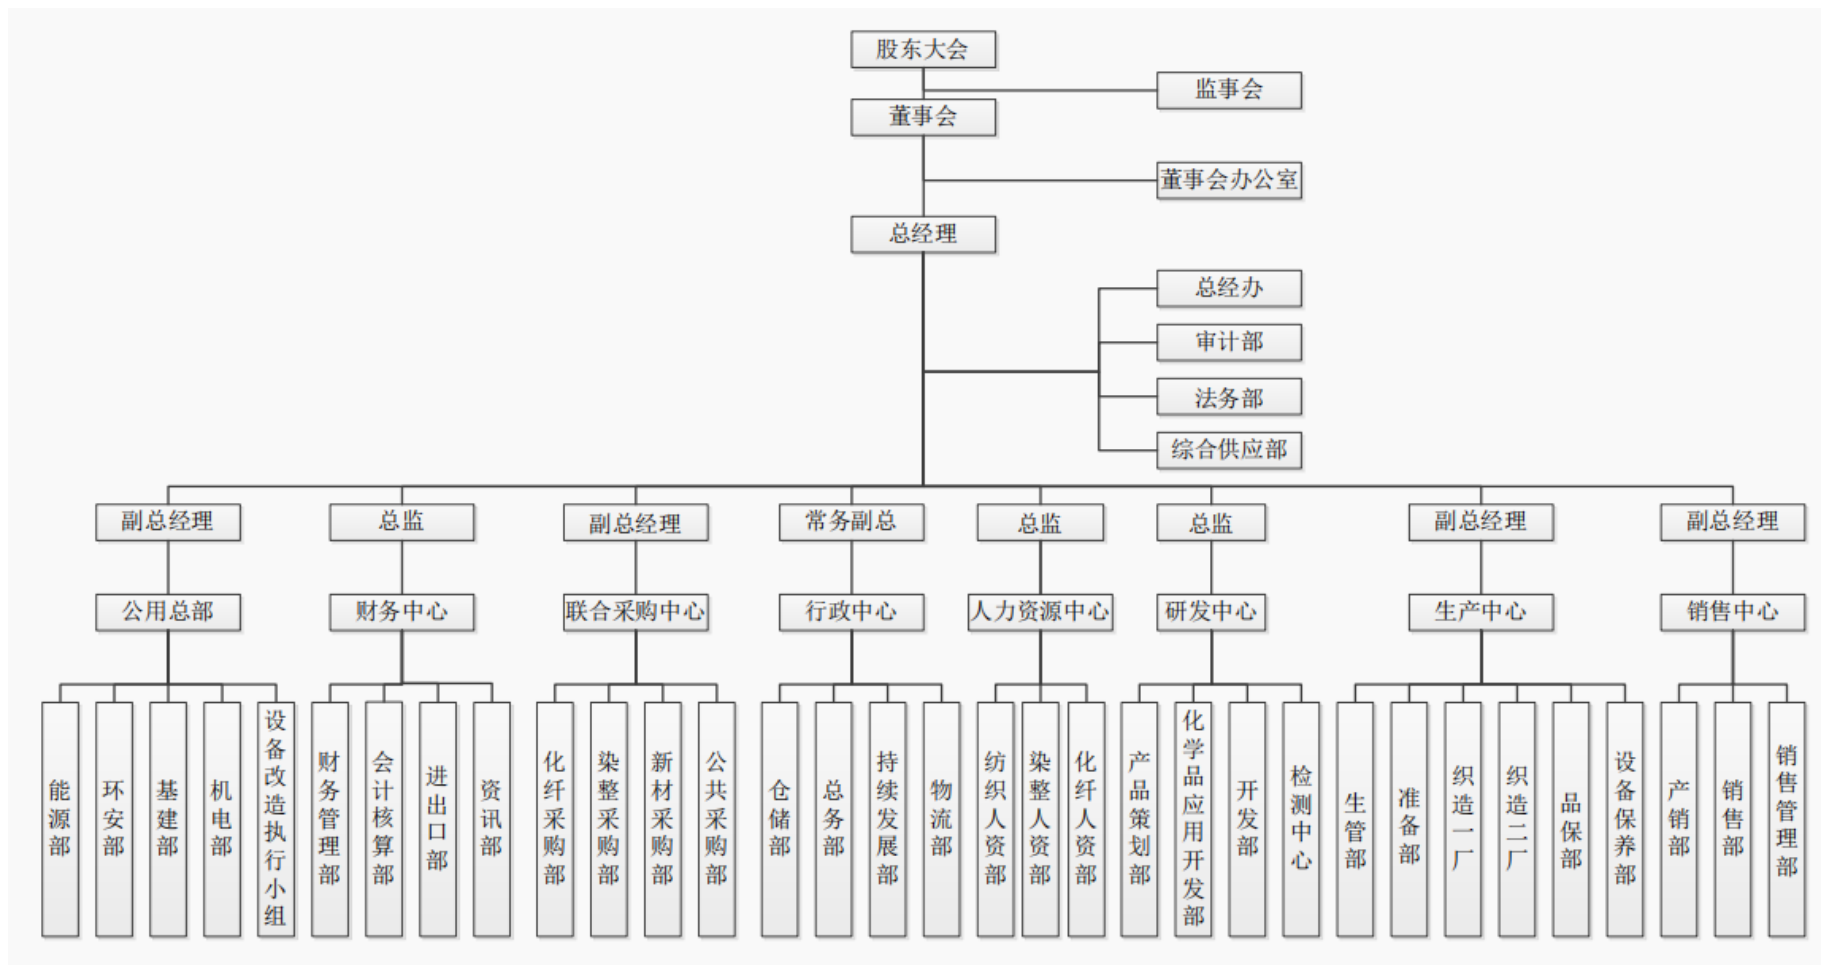 股东大会
监事会
董事会
董事会办公室
总经理
总经办
审计部
法务部
综合供应部
副总经理
总监
副总经理
常务副总
总监
总监
副总经理
副总经理
公用总部
财务中心
联合采购中心
行政中心
人力资源中心
研发中心
生产中心
销售中心
能源部
环安部
基建部
机电部
设备改造执行小组
财务管理部
会计核算部
进出口部
资讯部
化纤采购部
染整采购部
新材采购部
公共采购部
仓储部
总务部
持续发展部
物流部
纺织人资部
染整人资部
化纤人资部
产品策划部
化学品应用开发部
开发部
检测中心
生管部
准备部
织造一厂
织造二厂
品保部
设备保养部
产销部
销售部
销售管理部